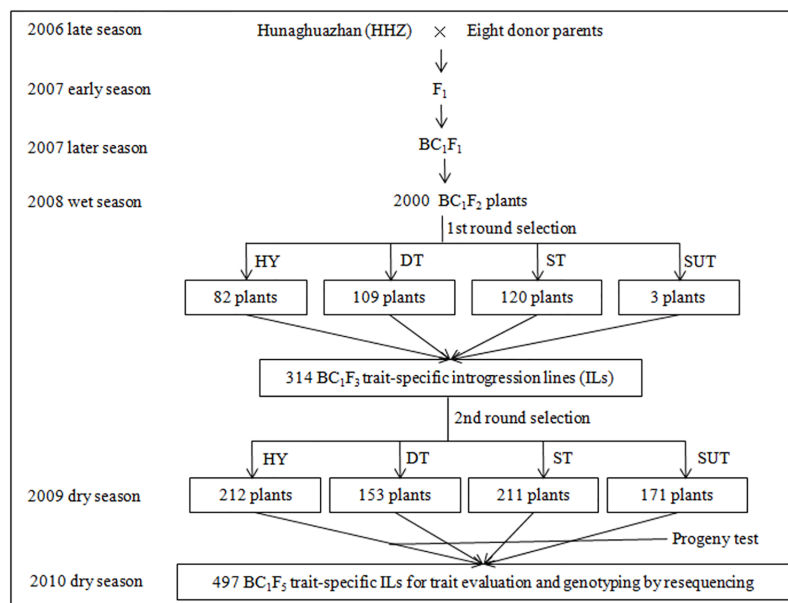 2006 late season
Hunaghuazhan (HHZ) × Eight donor parents
2007 early season
F1
2007 later season
BC1F1
2008 wet season
2000 BC1F2 plants
1st round selection
HY DT ST SUT
82 plants 109 plants 120 plants 3 plants
314 BC1F3 trait-specific introgression lines (ILs)
2nd round selection
HY DT ST SUT
2009 dry season
212 plants 153 plants 211 plants 171 plants
Progeny test
2010 dry season
497 BC1F5 trait-specific ILs for trait evaluation and genotyping by resequencing